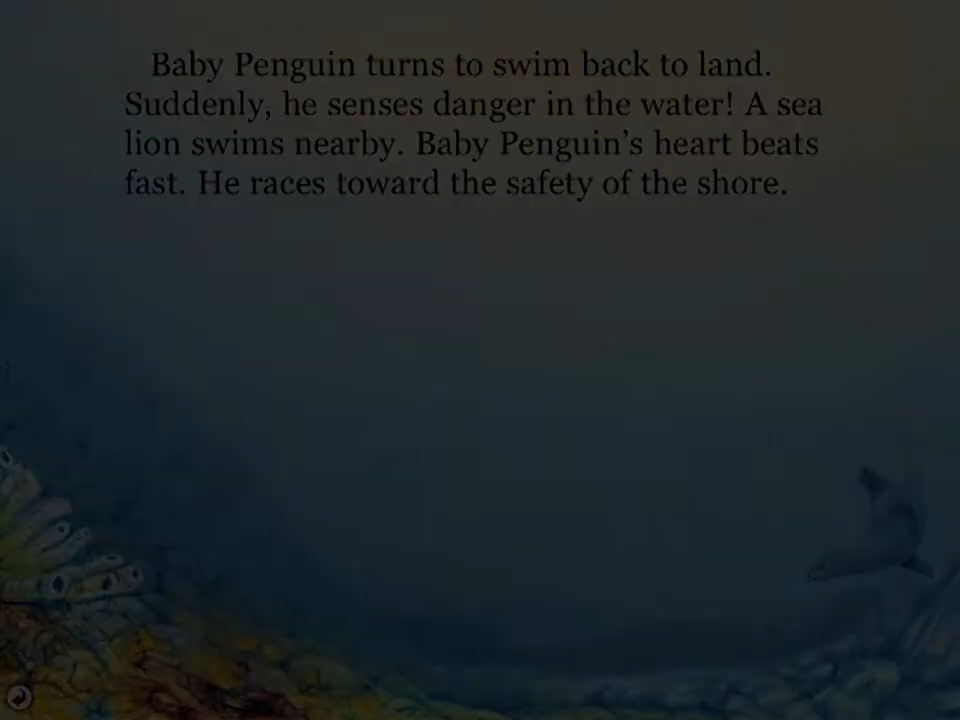 Baby Penguin turns to swim back to land.
Suddenly, he senses danger in the water! A sea
lion swims nearby. Baby Penguin’s heart beats
fast. He races toward the safety of the shore.